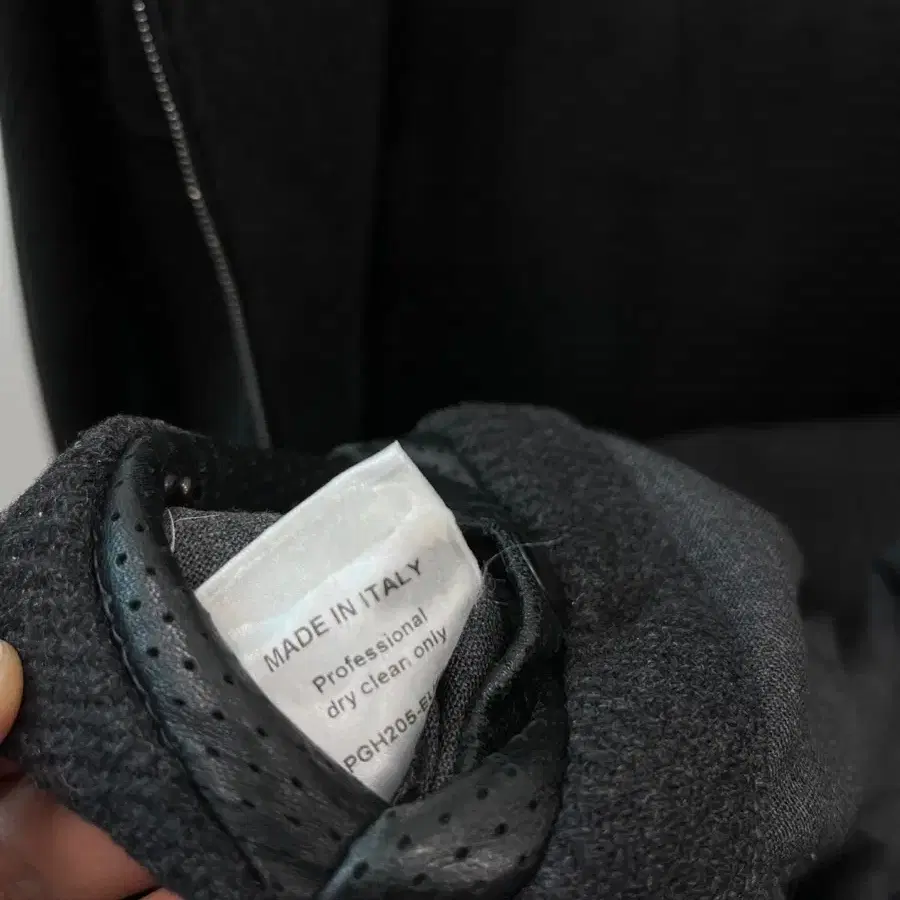 MADE IN ITALY
Professional
dry clean only